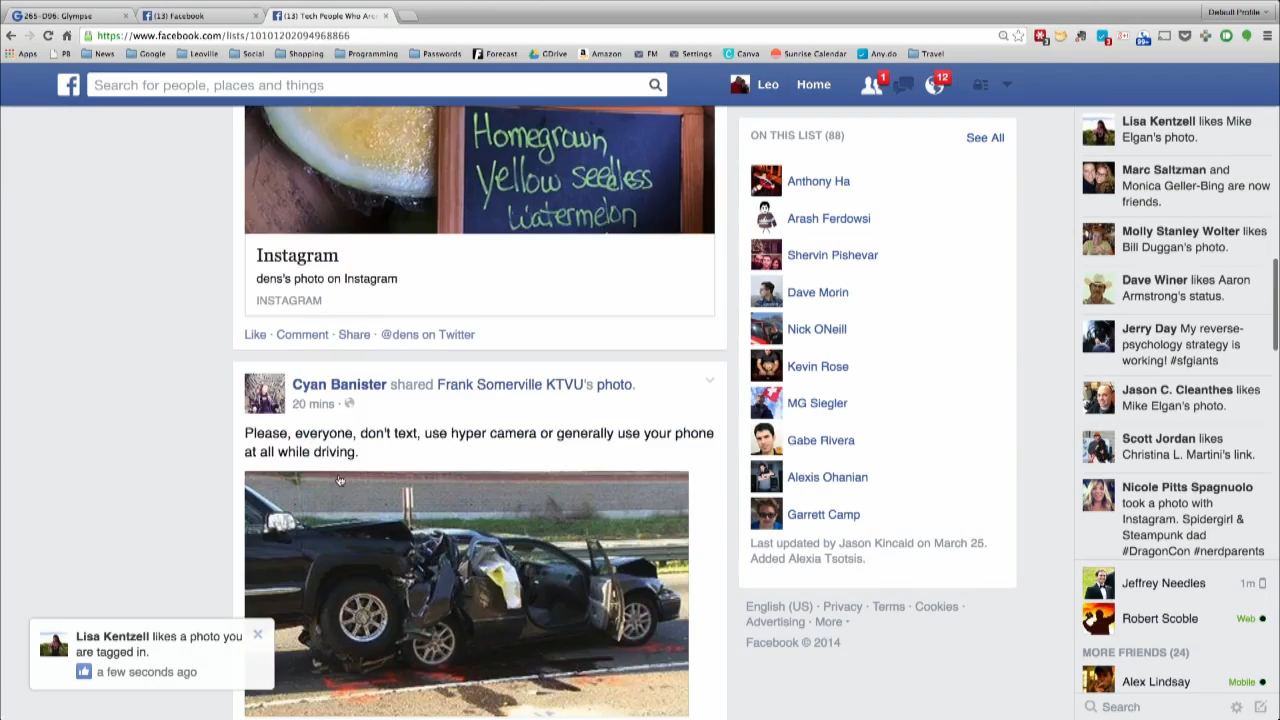 265-D96: Glympse
(13) Facebook
(13) Tech People Who Are
Default Profile
https://www.facebook.com/lists/10101202094968866
Apps
PB
News
Google
Leoville
Social
Shopping
Programming
Passwords
Forecast
GDrive
Amazon
FM
Settings
Canva
Sunrise Calendar
Any.do
Travel
Search for people, places and things
Leo
Home
1
12
Homegrown
Yellow seedless
Watermelon
Instagram
dens's photo on Instagram
INSTAGRAM
Like · Comment · Share · @dens on Twitter
Cyan Banister shared Frank Somerville KTVU's photo.
20 mins ·
Please, everyone, don't text, use hyper camera or generally use your phone
at all while driving.
Lisa Kentzell likes a photo you
are tagged in.
a few seconds ago
ON THIS LIST (88)
See All
Anthony Ha
Arash Ferdowsi
Shervin Pishevar
Dave Morin
Nick ONeill
Kevin Rose
MG Siegler
Gabe Rivera
Alexis Ohanian
Garrett Camp
Last updated by Jason Kincaid on March 25.
Added Alexia Tsotsis.
English (US) · Privacy · Terms · Cookies ·
Advertising · More
Facebook © 2014
Lisa Kentzell likes Mike
Elgan's photo.
Marc Saltzman and
Monica Geller-Bing are now
friends.
Molly Stanley Wolter likes
Bill Duggan's photo.
Dave Winer likes Aaron
Armstrong's status.
Jerry Day My reverse-
psychology strategy is
working! #sfgiants
Jason C. Cleanthes likes
Mike Elgan's photo.
Scott Jordan likes
Christina L. Martini's link.
Nicole Pitts Spagnuolo
took a photo with
Instagram. Spidergirl &
Steampunk dad
#DragonCon #nerdparents
Jeffrey Needles
1m
Robert Scoble
Web
MORE FRIENDS (24)
Alex Lindsay
Mobile
Search